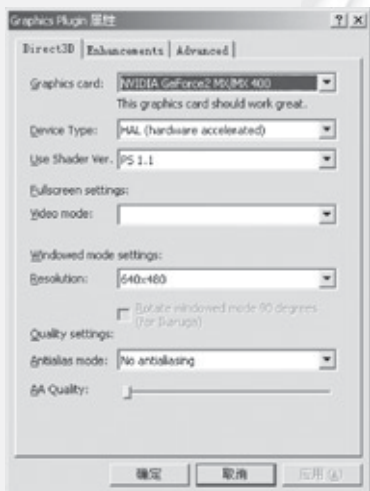 Graphics Plugin 属性
Direct3D Enhancements Advanced
Graphics card: NVIDIA GeForce2 MX/MX 400
This graphics card should work great.
Device Type: HAL (hardware accelerated)
Use Shader Ver. PS 1.1
Fullscreen settings:
Video mode:
Windowed mode settings:
Resolution: 640x480
Rotate windowed mode 90 degrees
(for Ikaruga)
Quality settings:
Antialias mode: No antialiasing
AA Quality:
确定 取消 应用(A)